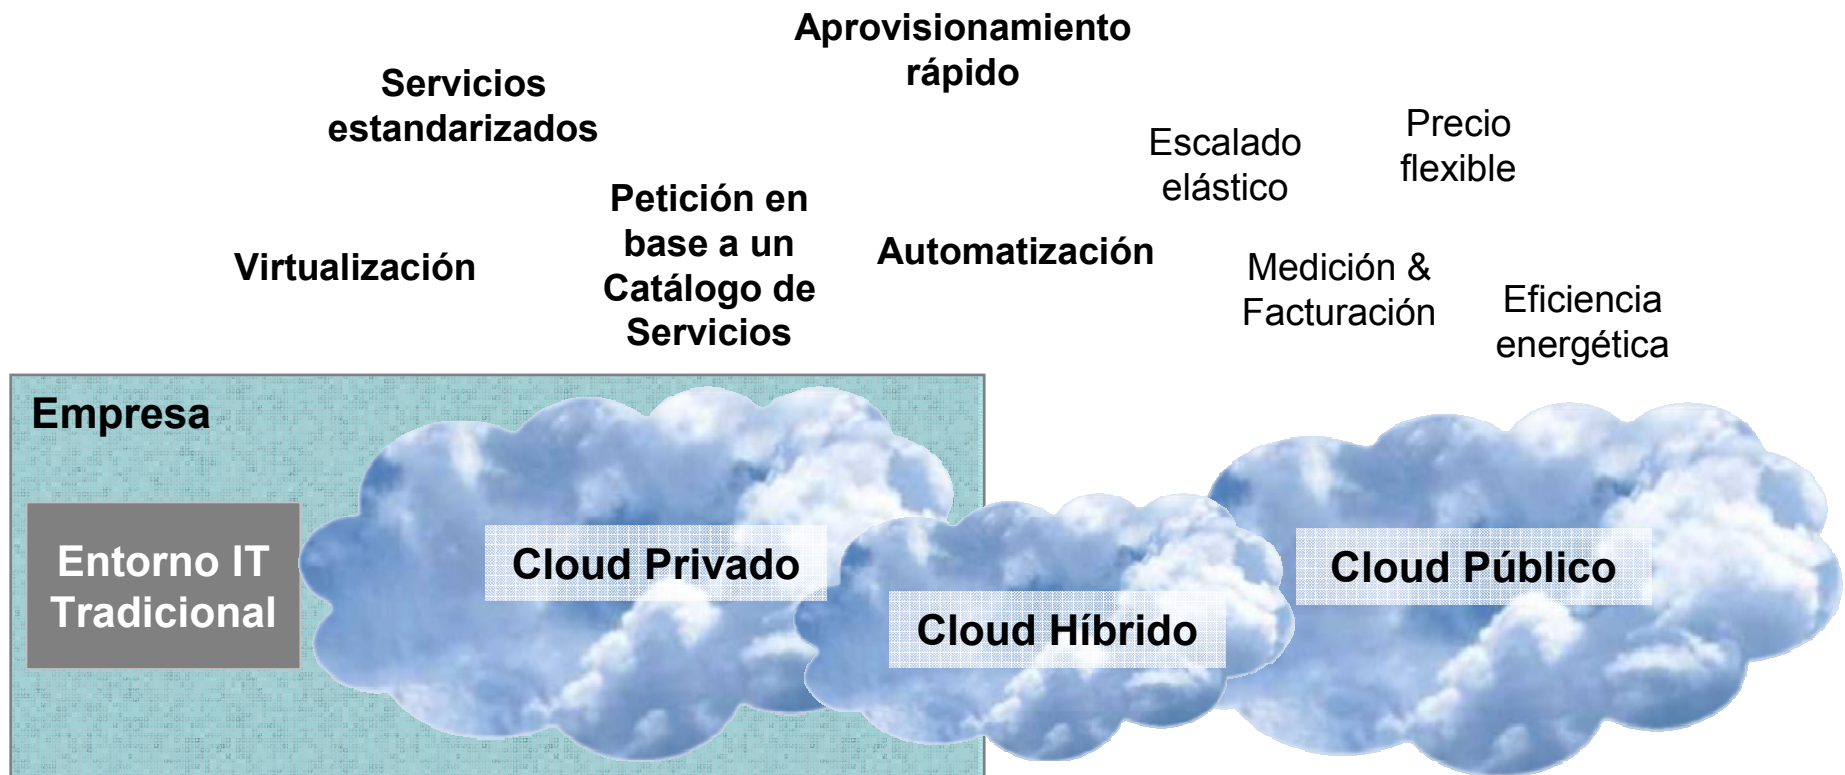 Aprovisionamiento
rápido
Servicios
estandarizados
Precio
flexible
Escalado
elástico
Petición en
base a un
Catálogo de
Servicios
Virtualización
Automatización
Medición &
Facturación
Eficiencia
energética
Empresa
Entorno IT
Tradicional
Cloud Privado
Cloud Híbrido
Cloud Público